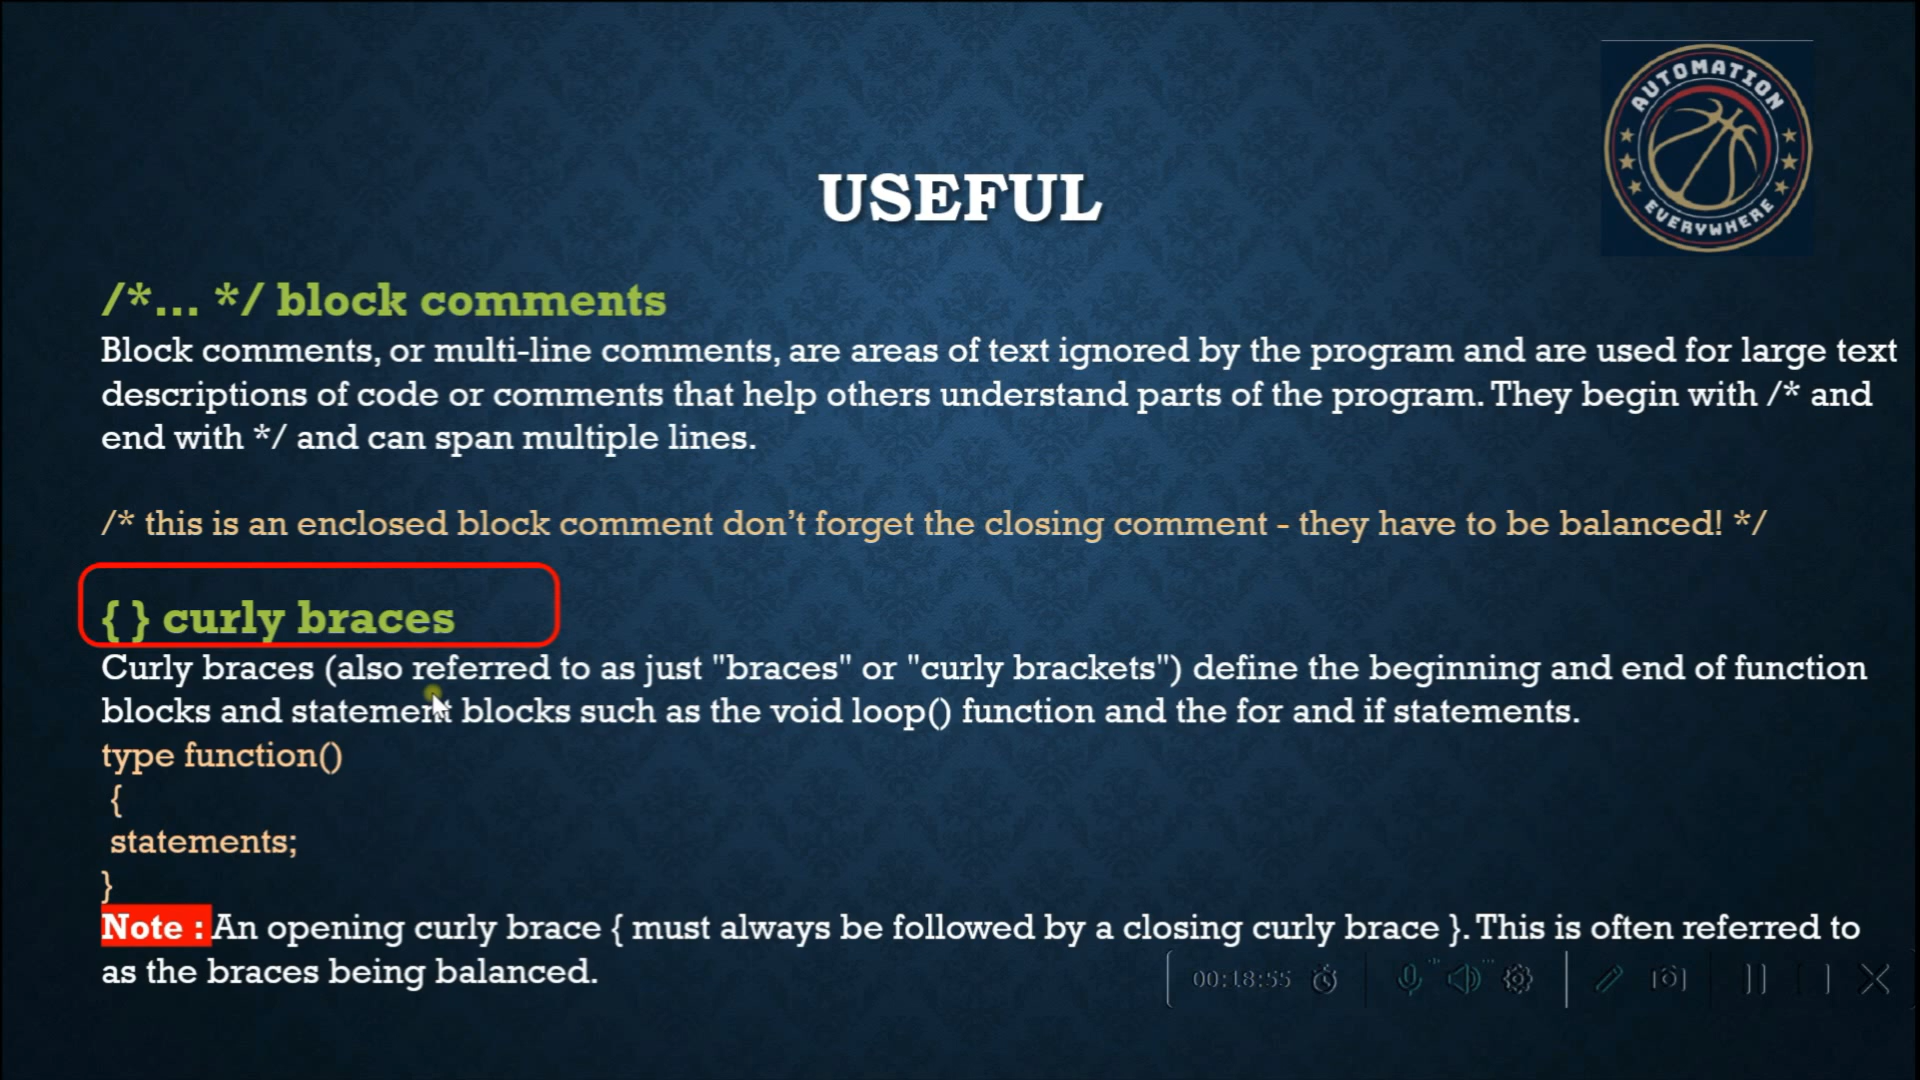 AUTOMATION
EVERYWHERE
USEFUL
/*... */ block comments
Block comments, or multi-line comments, are areas of text ignored by the program and are used for large text
descriptions of code or comments that help others understand parts of the program. They begin with /* and
end with */ and can span multiple lines.
/* this is an enclosed block comment don’t forget the closing comment - they have to be balanced! */
{ } curly braces
Curly braces (also referred to as just "braces" or "curly brackets") define the beginning and end of function
blocks and statement blocks such as the void loop() function and the for and if statements.
type function()
{
statements;
}
Note : An opening curly brace { must always be followed by a closing curly brace }. This is often referred to
as the braces being balanced.
00:18:55